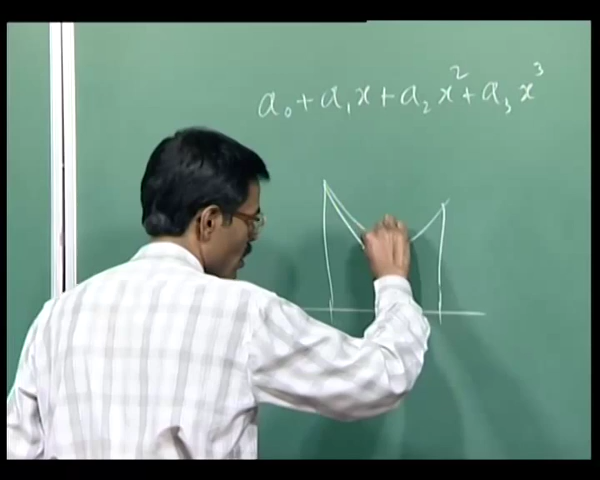 a₀ + a₁x + a₂x² + a₃x³